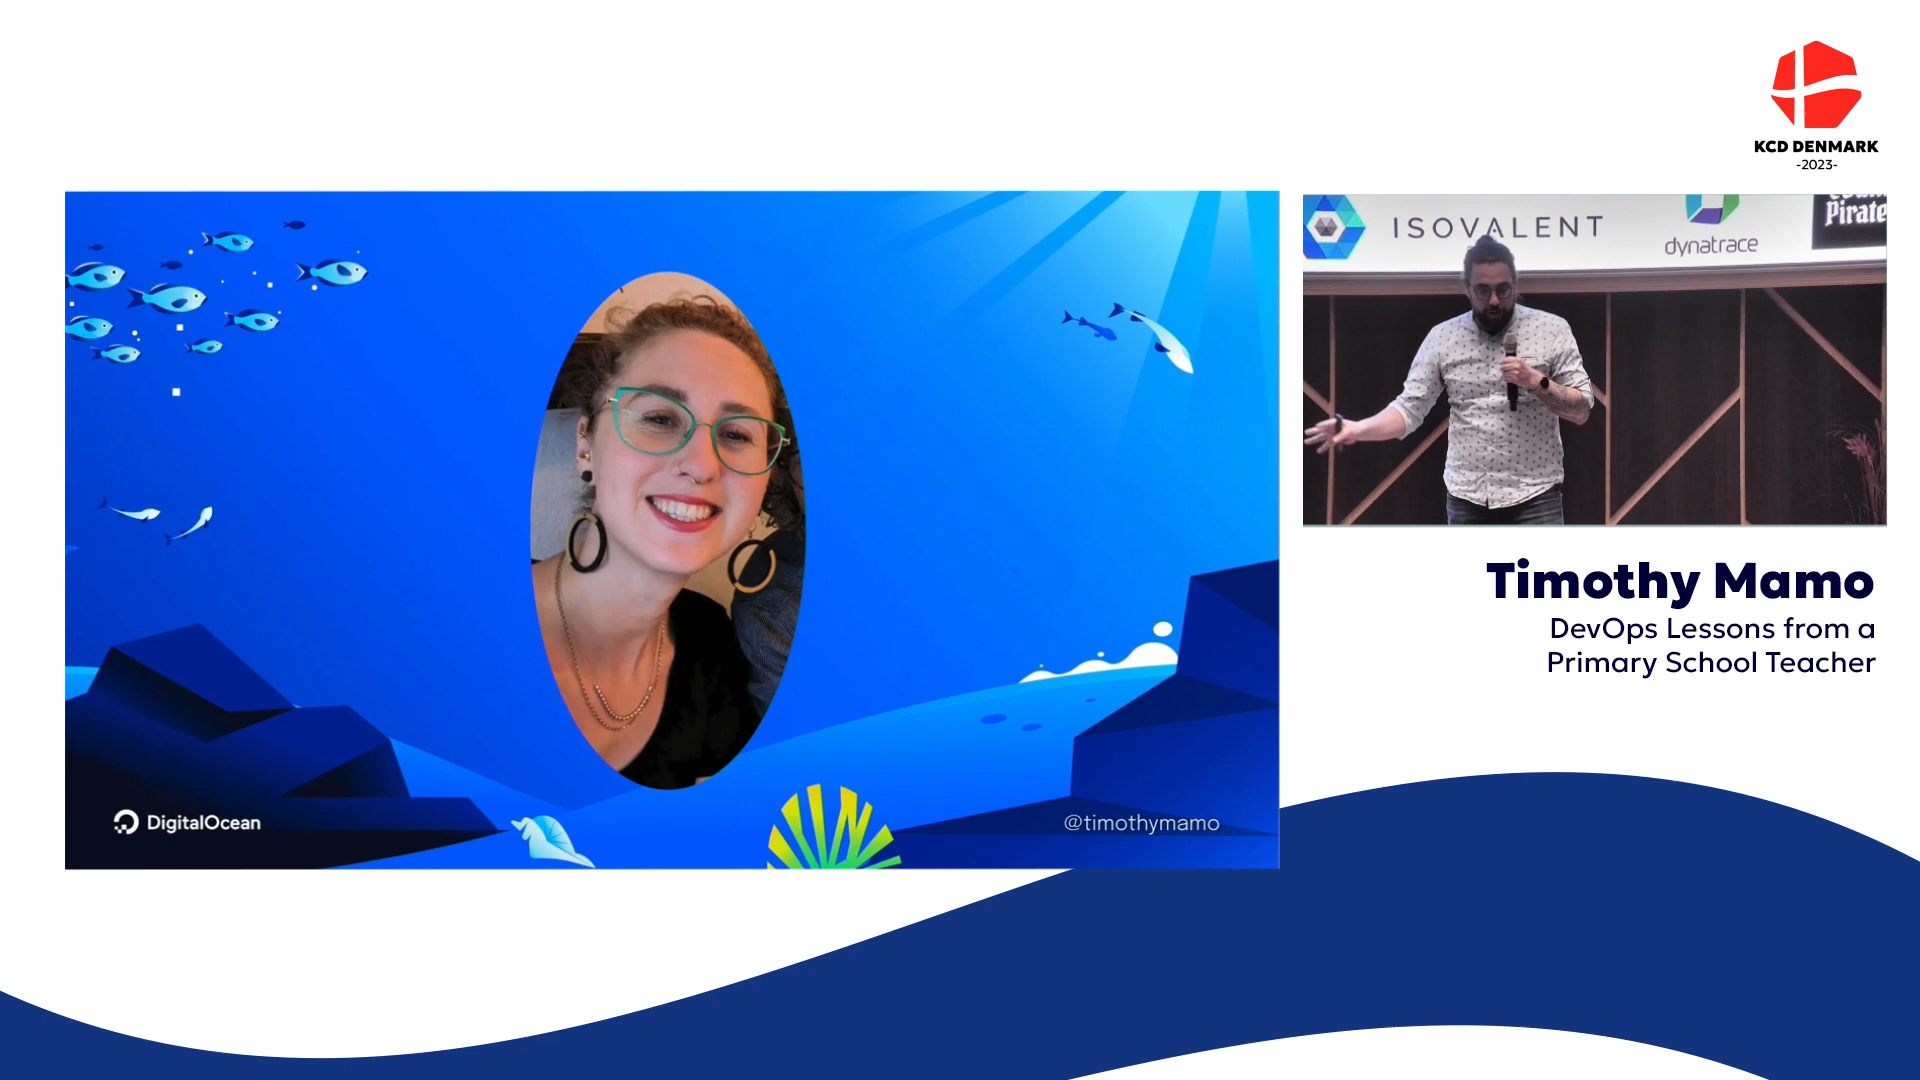 KCD DENMARK
-2023-
ISOVALENT
dynatrace
Pirate
Timothy Mamo
DevOps Lessons from a
Primary School Teacher
DigitalOcean
@timothymamo